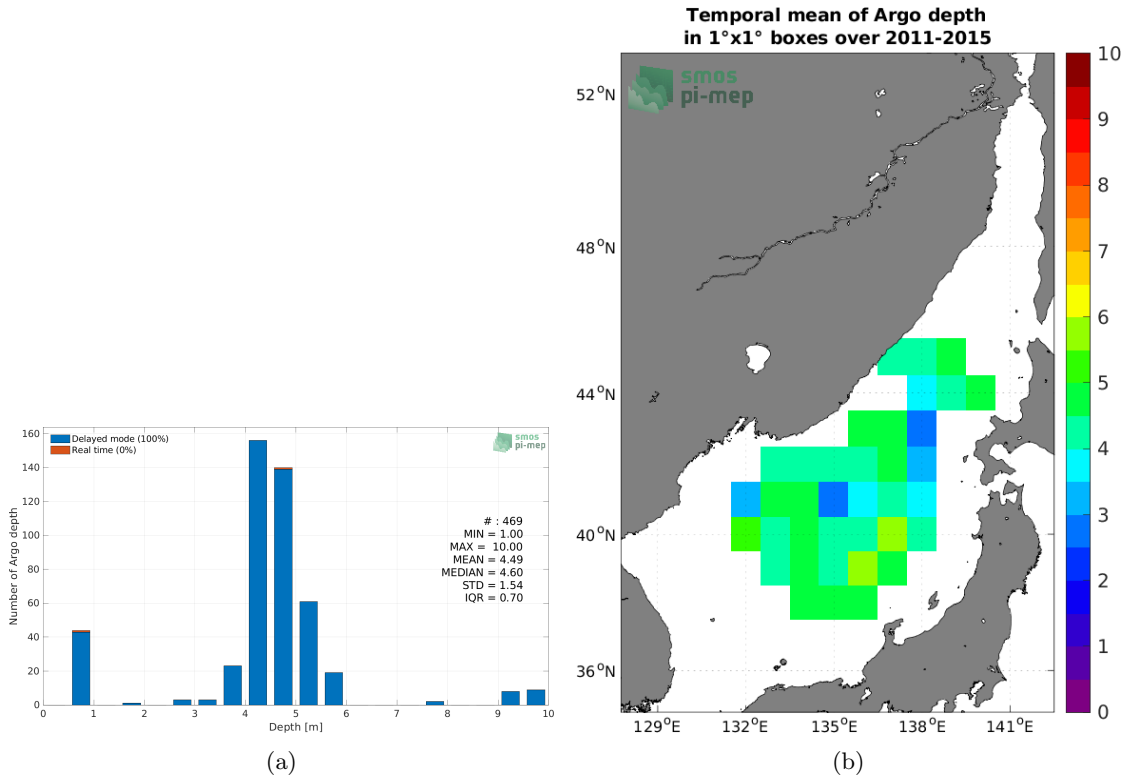 Delayed mode (100%)
Real time (0%)
smos
pi-mep
Number of Argo depth
160
140
120
100
80
60
40
20
0
# : 469
MIN = 1.00
MAX = 10.00
MEAN = 4.49
MEDIAN = 4.60
STD = 1.54
IQR = 0.70
0 1 2 3 4 5 6 7 8 9 10
Depth [m]
(a)
Temporal mean of Argo depth
in 1°x1° boxes over 2011-2015
smos
pi-mep
52°N
48°N
44°N
40°N
36°N
129°E 132°E 135°E 138°E 141°E
10
9
8
7
6
5
4
3
2
1
0
(b)